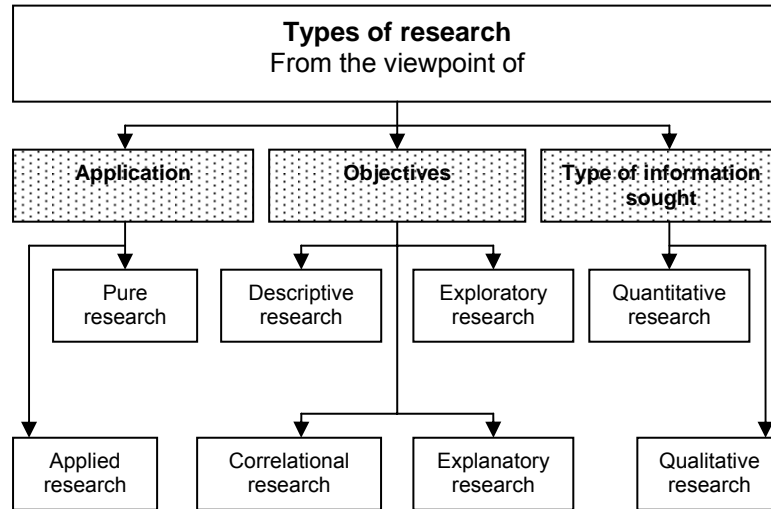 Types of research
From the viewpoint of
Application
Objectives
Type of information
sought
Pure
research
Descriptive
research
Exploratory
research
Quantitative
research
Applied
research
Correlational
research
Explanatory
research
Qualitative
research